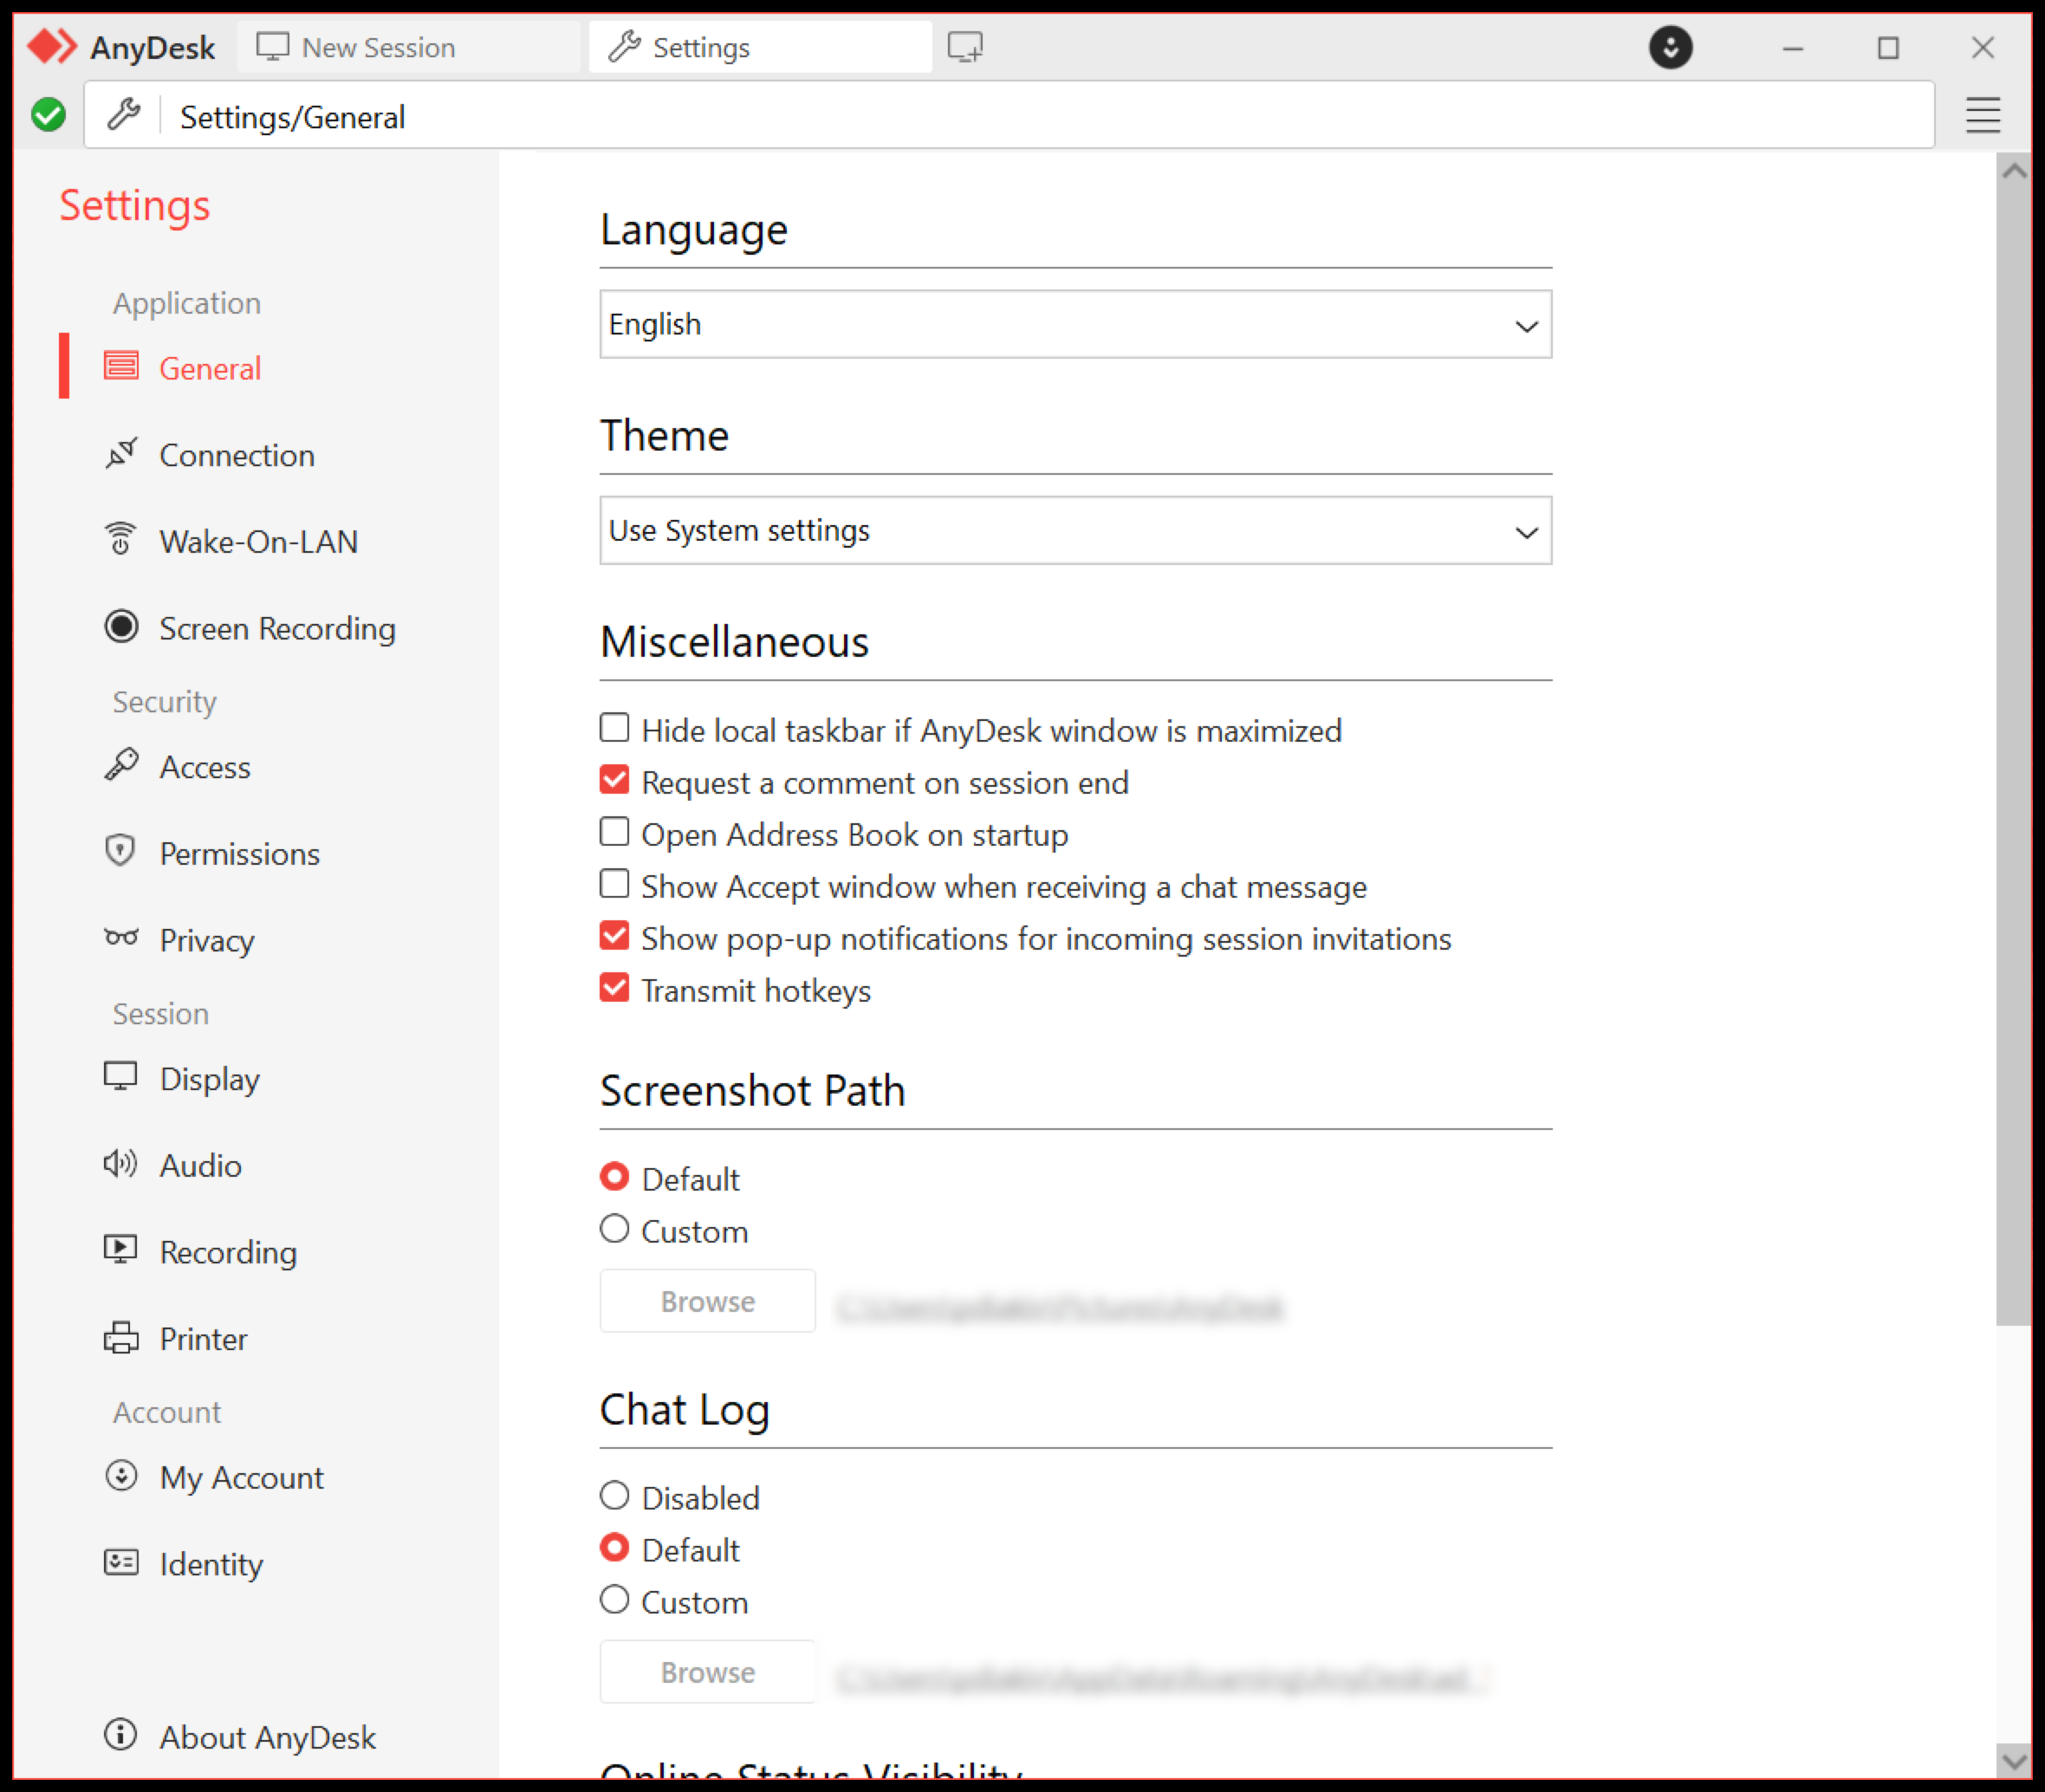 AnyDesk
New Session
Settings
Settings/General
Settings
Application
General
Connection
Wake-On-LAN
Screen Recording
Security
Access
Permissions
Privacy
Session
Display
Audio
Recording
Printer
Account
My Account
Identity
About AnyDesk
Language
English
Theme
Use System settings
Miscellaneous
Hide local taskbar if AnyDesk window is maximized
Request a comment on session end
Open Address Book on startup
Show Accept window when receiving a chat message
Show pop-up notifications for incoming session invitations
Transmit hotkeys
Screenshot Path
Default
Custom
Browse
Chat Log
Disabled
Default
Custom
Browse
Online Status Visibility